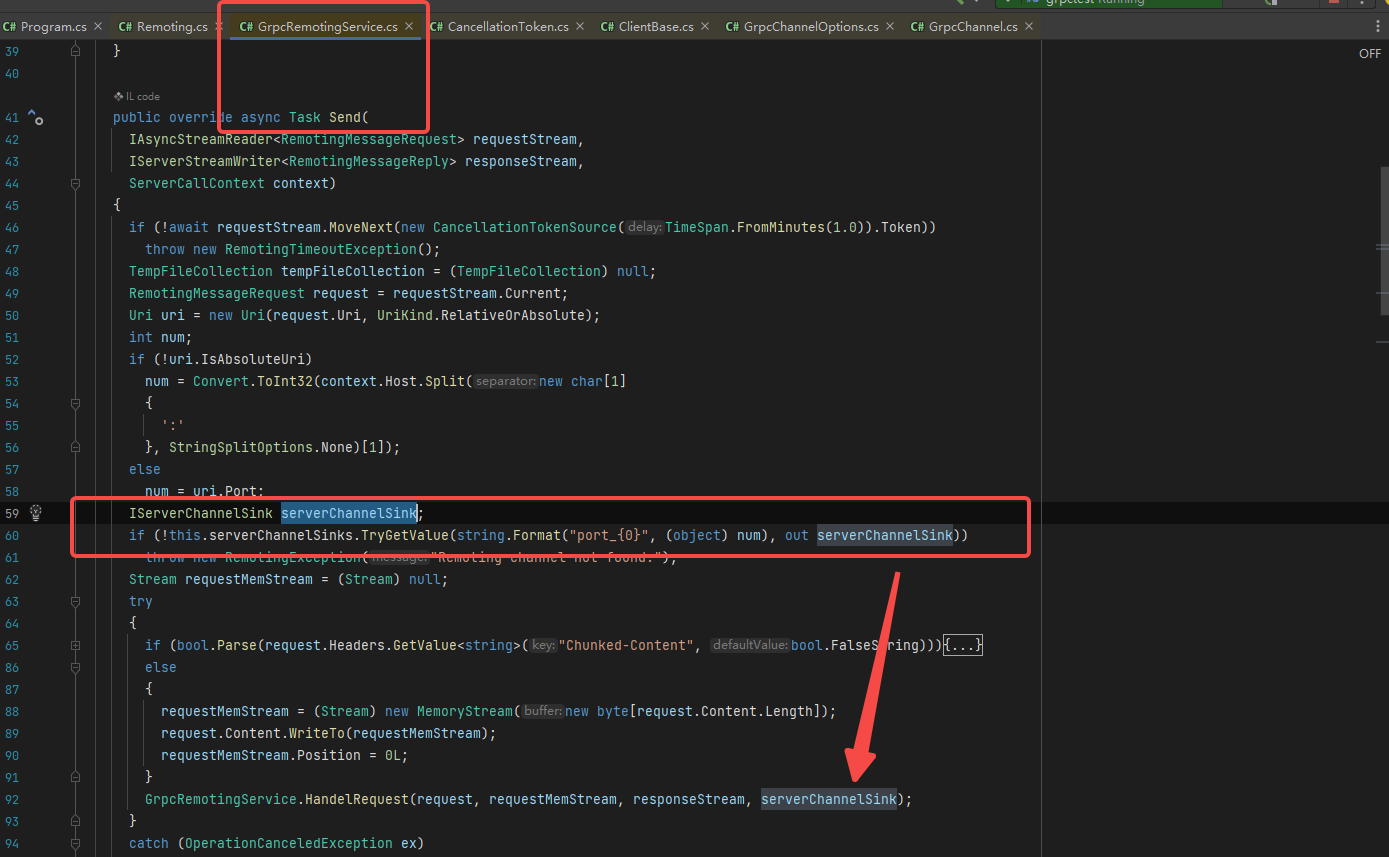 C# Program.cs × C# Remoting.cs × C# GrpcRemotingService.cs × C# CancellationToken.cs × C# ClientBase.cs × C# GrpcChannelOptions.cs × C# GrpcChannel.cs ×
OFF
39 }
40
IL code
41 public override async Task Send(
42 IAsyncStreamReader<RemotingMessageRequest> requestStream,
43 IServerStreamWriter<RemotingMessageReply> responseStream,
44 ServerCallContext context)
45 {
46 if (!await requestStream.MoveNext(new CancellationTokenSource(delay:TimeSpan.FromMinutes(1.0)).Token))
47 throw new RemotingTimeoutException();
48 TempFileCollection tempFileCollection = (TempFileCollection) null;
49 RemotingMessageRequest request = requestStream.Current;
50 Uri uri = new Uri(request.Uri, UriKind.RelativeOrAbsolute);
51 int num;
52 if (!uri.IsAbsoluteUri)
53 num = Convert.ToInt32(context.Host.Split(separator:new char[1]
54 {
55 ':'
56 }, StringSplitOptions.None)[1]);
57 else
58 num = uri.Port;
59 IServerChannelSink serverChannelSink;
60 if (!this.serverChannelSinks.TryGetValue(string.Format("port_{0}", (object) num), out serverChannelSink))
61 throw new RemotingException(message:"Remoting channel not found.");
62 Stream requestMemStream = (Stream) null;
63 try
64 {
65 if (bool.Parse(request.Headers.GetValue<string>(key:"Chunked-Content", defaultValue:bool.FalseString))){...}
86 else
87 {
88 requestMemStream = (Stream) new MemoryStream(buffer:new byte[request.Content.Length]);
89 request.Content.WriteTo(requestMemStream);
90 requestMemStream.Position = 0L;
91 }
92 GrpcRemotingService.HandelRequest(request, requestMemStream, responseStream, serverChannelSink);
93 }
94 catch (OperationCanceledException ex)